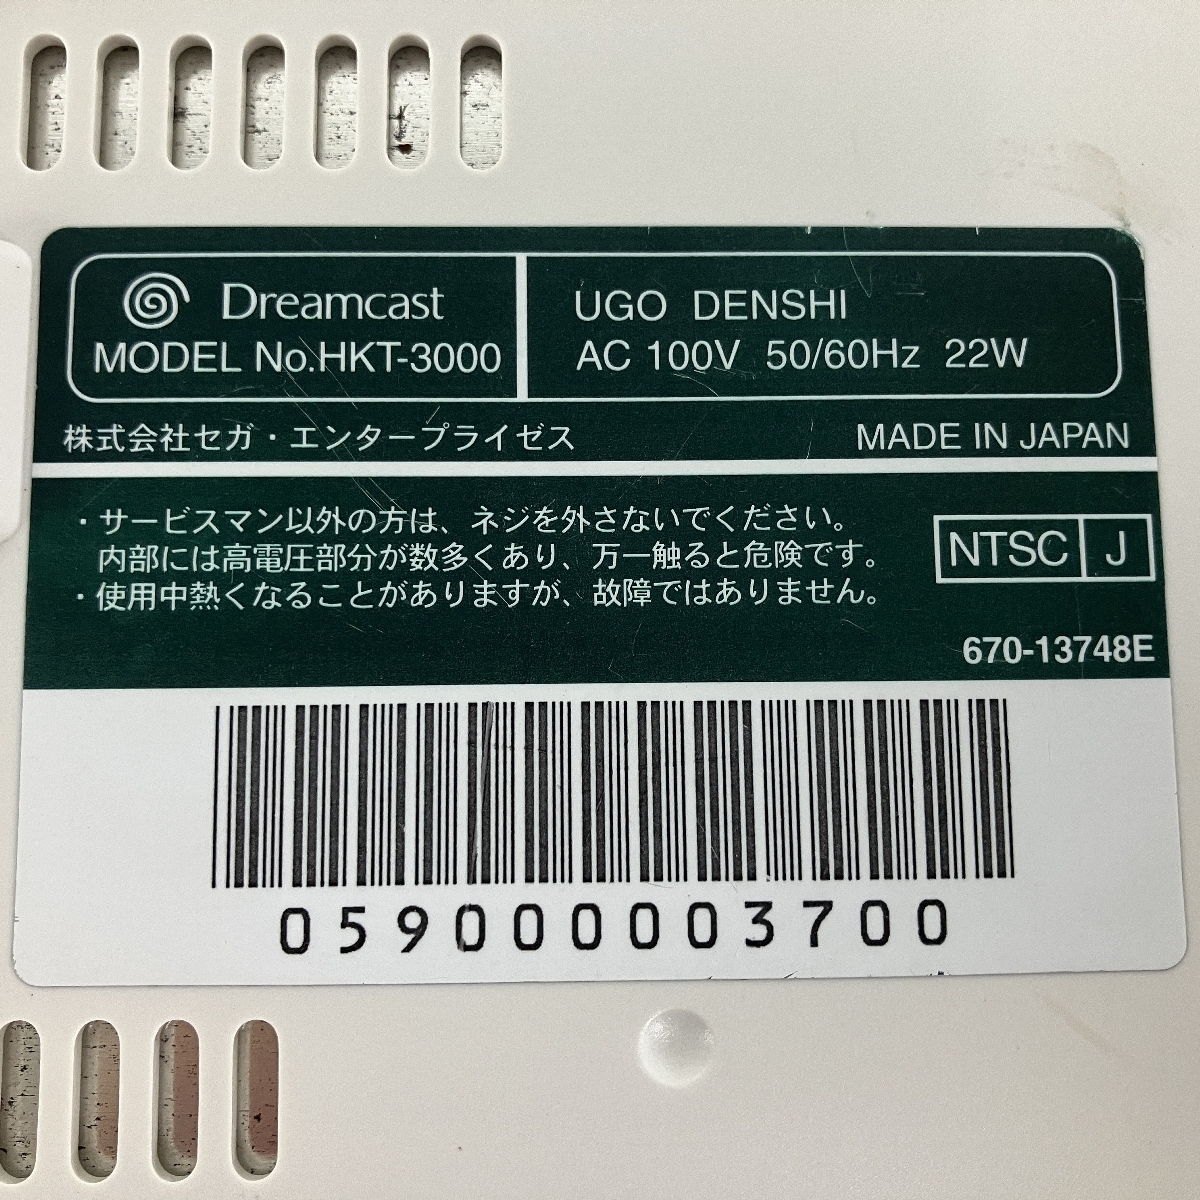 Dreamcast
MODEL No.HKT-3000
UGO DENSHI
AC 100V 50/60Hz 22W
株式会社セガ・エンタープライゼス
MADE IN JAPAN
・サービスマン以外の方は、ネジを外さないでください。
内部には高電圧部分が数多くあり、万一触ると危険です。
・使用中熱くなることがありますが、故障ではありません。
NTSC J
670-13748E
059000003700